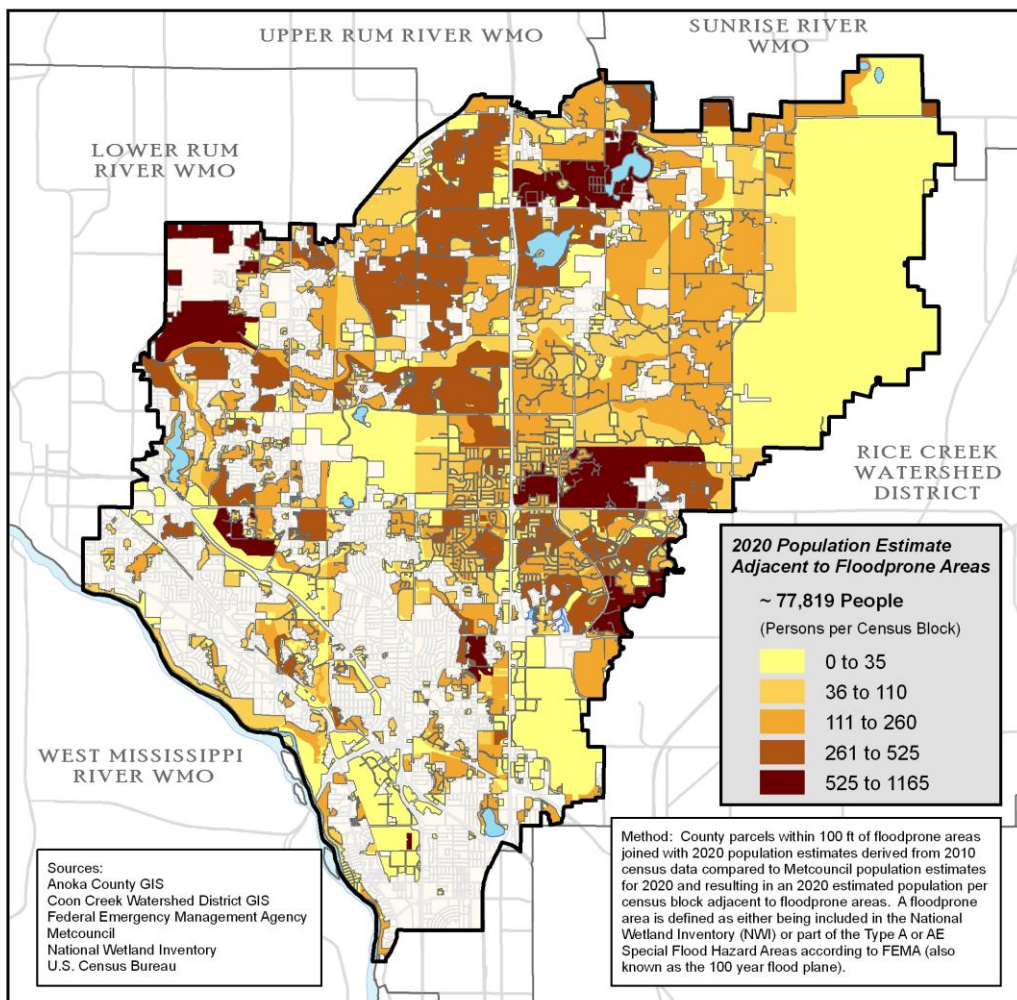 UPPER RUM RIVER WMO
SUNRISE RIVER
WMO
LOWER RUM
RIVER WMO
RICE CREEK
WATERSHED
DISTRICT
WEST MISSISSIPPI
RIVER WMO
2020 Population Estimate
Adjacent to Floodprone Areas
~ 77,819 People
(Persons per Census Block)
0 to 35
36 to 110
111 to 260
261 to 525
525 to 1165
Sources:
Anoka County GIS
Coon Creek Watershed District GIS
Federal Emergency Management Agency
Metcouncil
National Wetland Inventory
U.S. Census Bureau
Method: County parcels within 100 ft of floodprone areas
joined with 2020 population estimates derived from 2010
census data compared to Metcouncil population estimates
for 2020 and resulting in an 2020 estimated population per
census block adjacent to floodprone areas. A floodprone
area is defined as either being included in the National
Wetland Inventory (NWI) or part of the Type A or AE
Special Flood Hazard Areas according to FEMA (also
known as the 100 year flood plane).